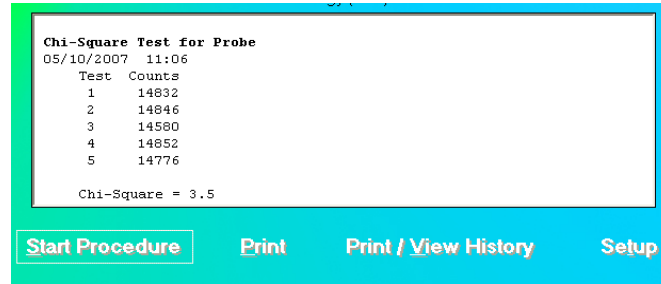 Chi-Square Test for Probe
05/10/2007 11:06
Test Counts
1 14832
2 14846
3 14580
4 14852
5 14776
Chi-Square = 3.5
Start Procedure Print Print / View History Setup